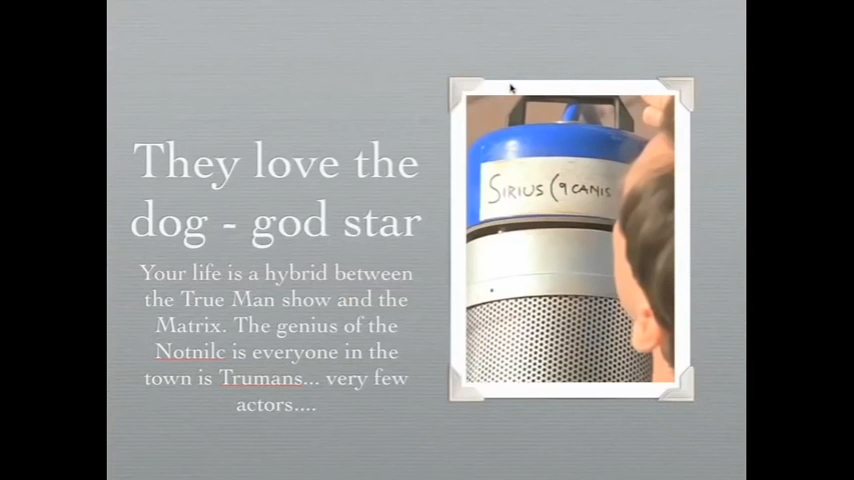 They love the
dog - god star
Your life is a hybrid between
the True Man show and the
Matrix. The genius of the
Notnilc is everyone in the
town is Trumans... very few
actors....
SIRIUS (9 CANIS